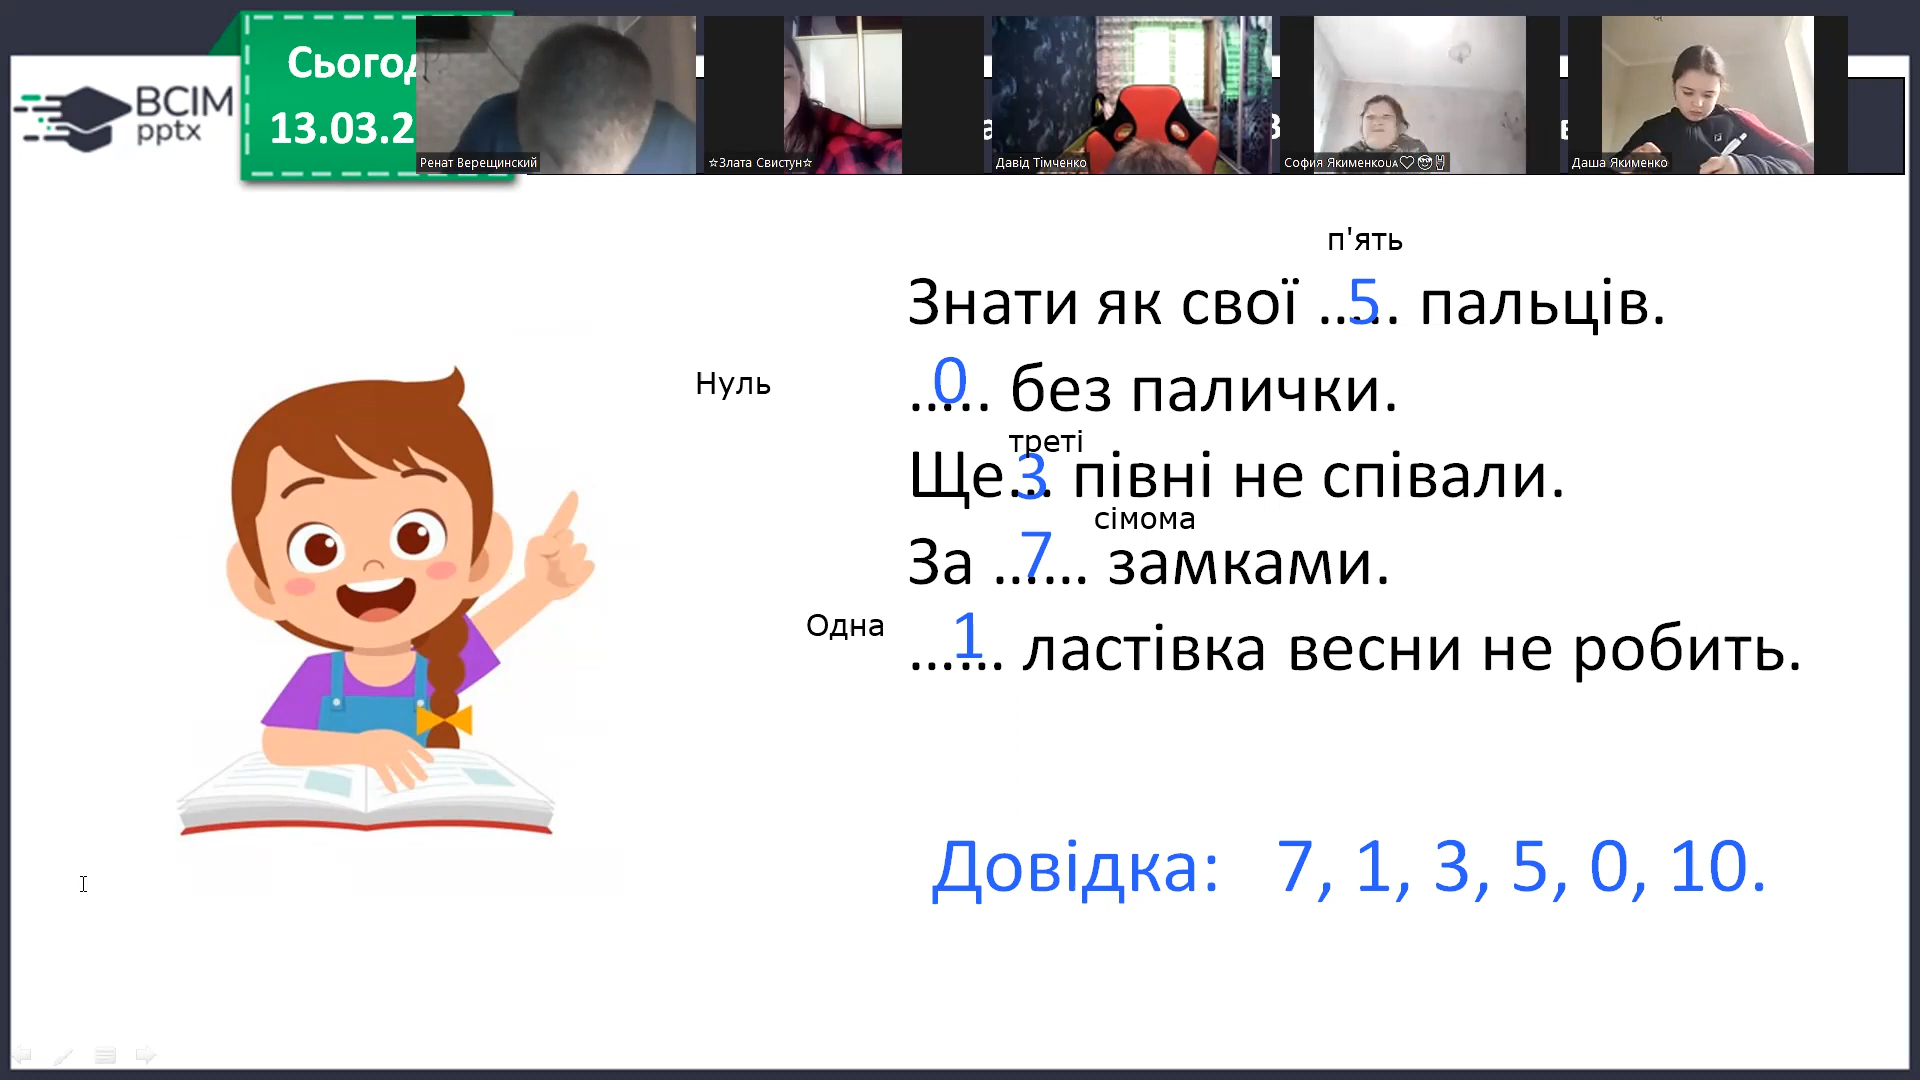 Сьогод
13.03.2
ВСІМ
pptx
Ренат Верещинский
☆Злата Свистун☆
Давід Тімченко
София Якименкоuᴀ♡😎
Даша Якименко
п'ять
Знати як свої ..5.. пальців.
Нуль
..0.. без палички.
треті
Ще.3. півні не співали.
сімома
За ..7... замками.
Одна
...1.. ластівка весни не робить.
Довідка: 7, 1, 3, 5, 0, 10.